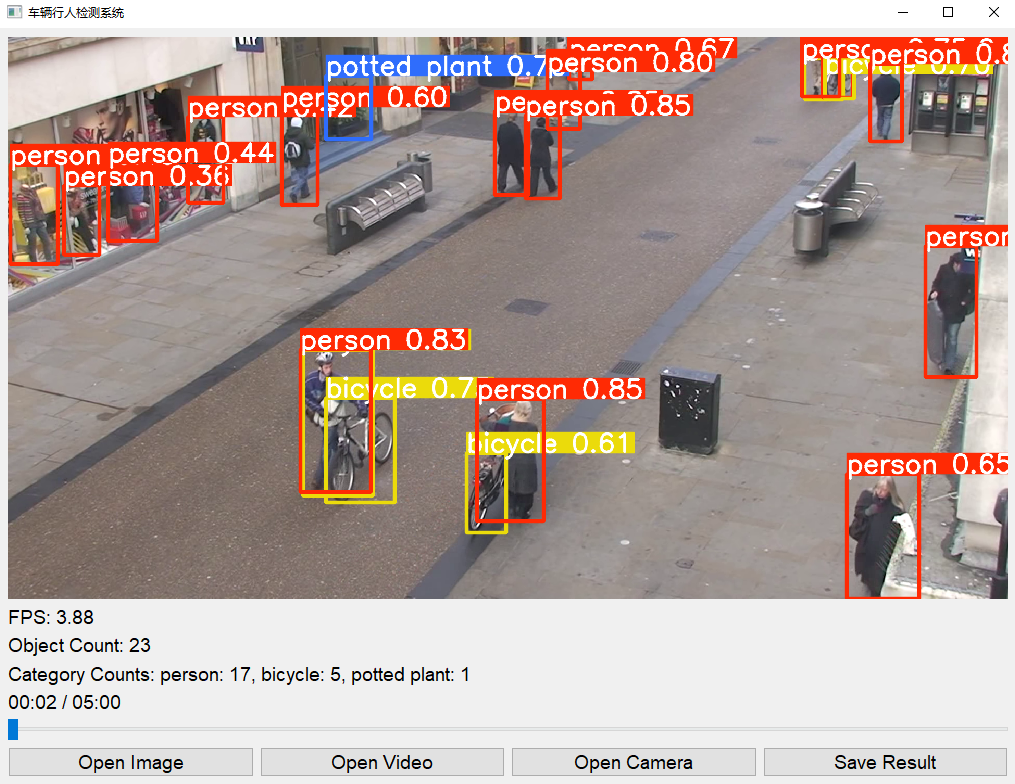 车辆行人检测系统
person 0.67
person 0.80
potted plant 0.7
person
person 0.8
bicycle 0.70
person 0.60
person 0.42
pe
person 0.85
person
person 0.44
person 0.36
person
person 0.83
bicycle 0.7
person 0.85
bicycle 0.61
person 0.65
FPS: 3.88
Object Count: 23
Category Counts: person: 17, bicycle: 5, potted plant: 1
00:02 / 05:00
Open Image
Open Video
Open Camera
Save Result